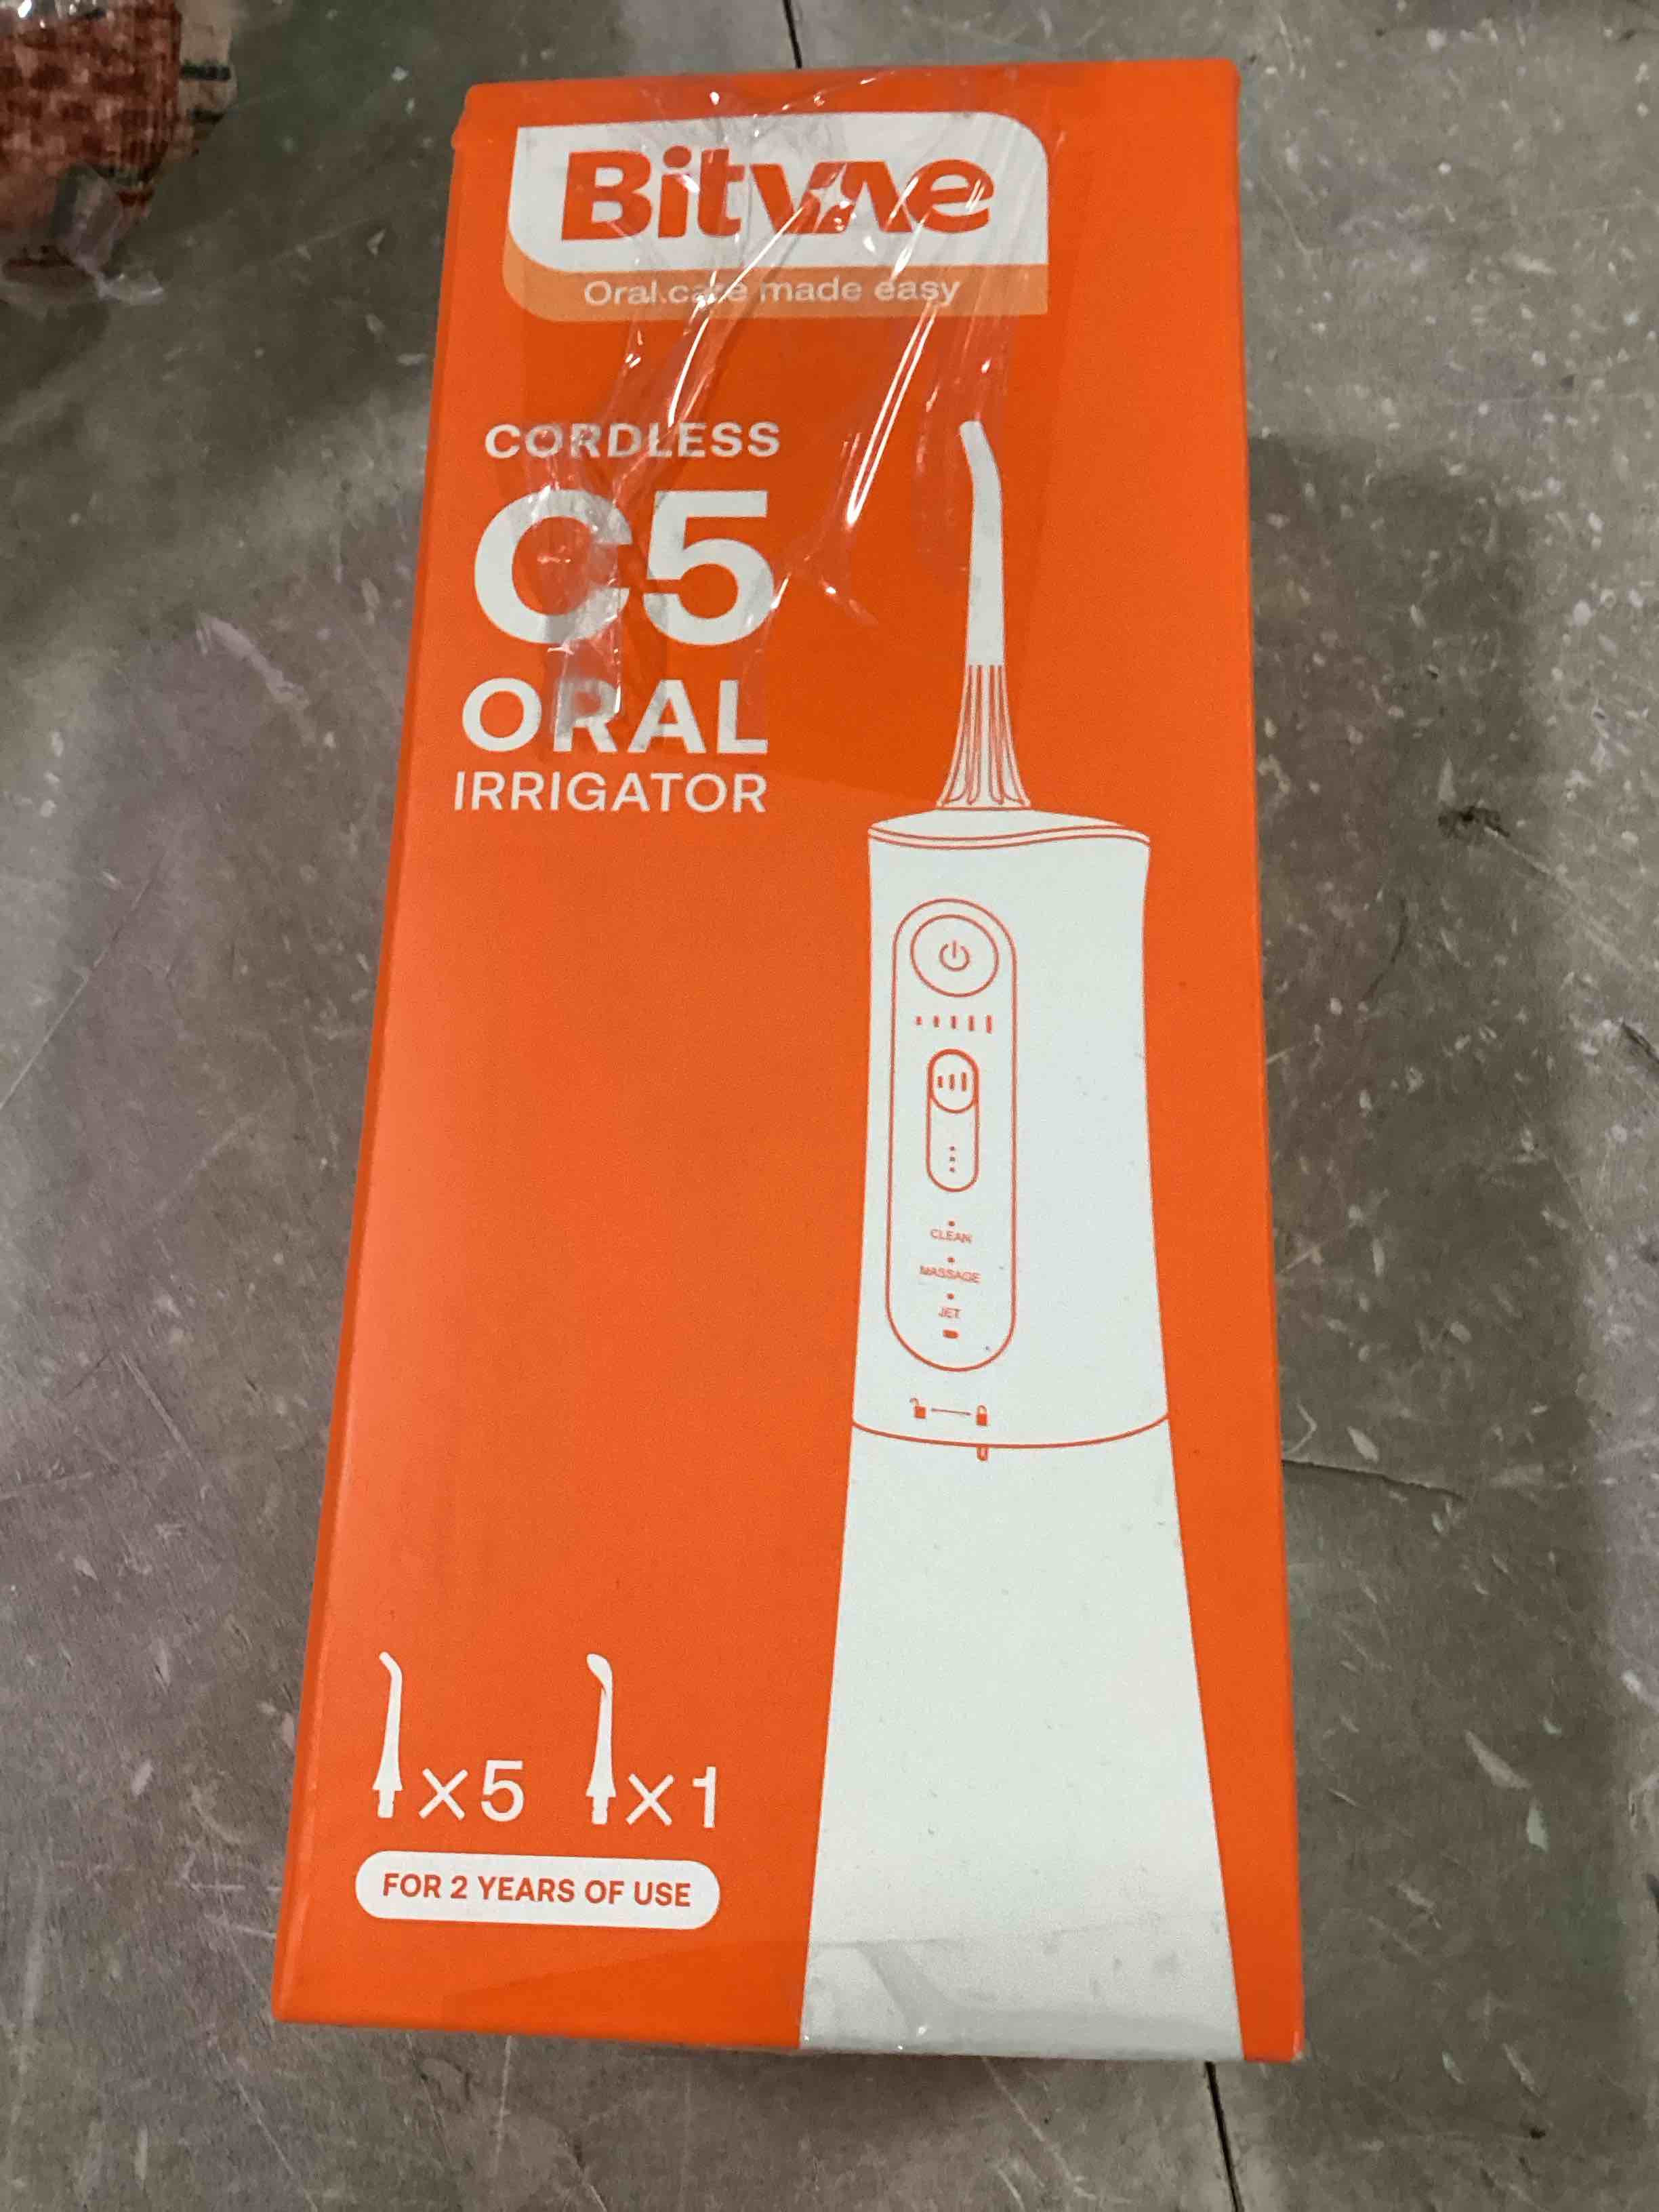 Bitvae
Oral care made easy
CORDLESS
C5
ORAL
IRRIGATOR
CLEAN
MASSAGE
JET
×5 ×1
FOR 2 YEARS OF USE